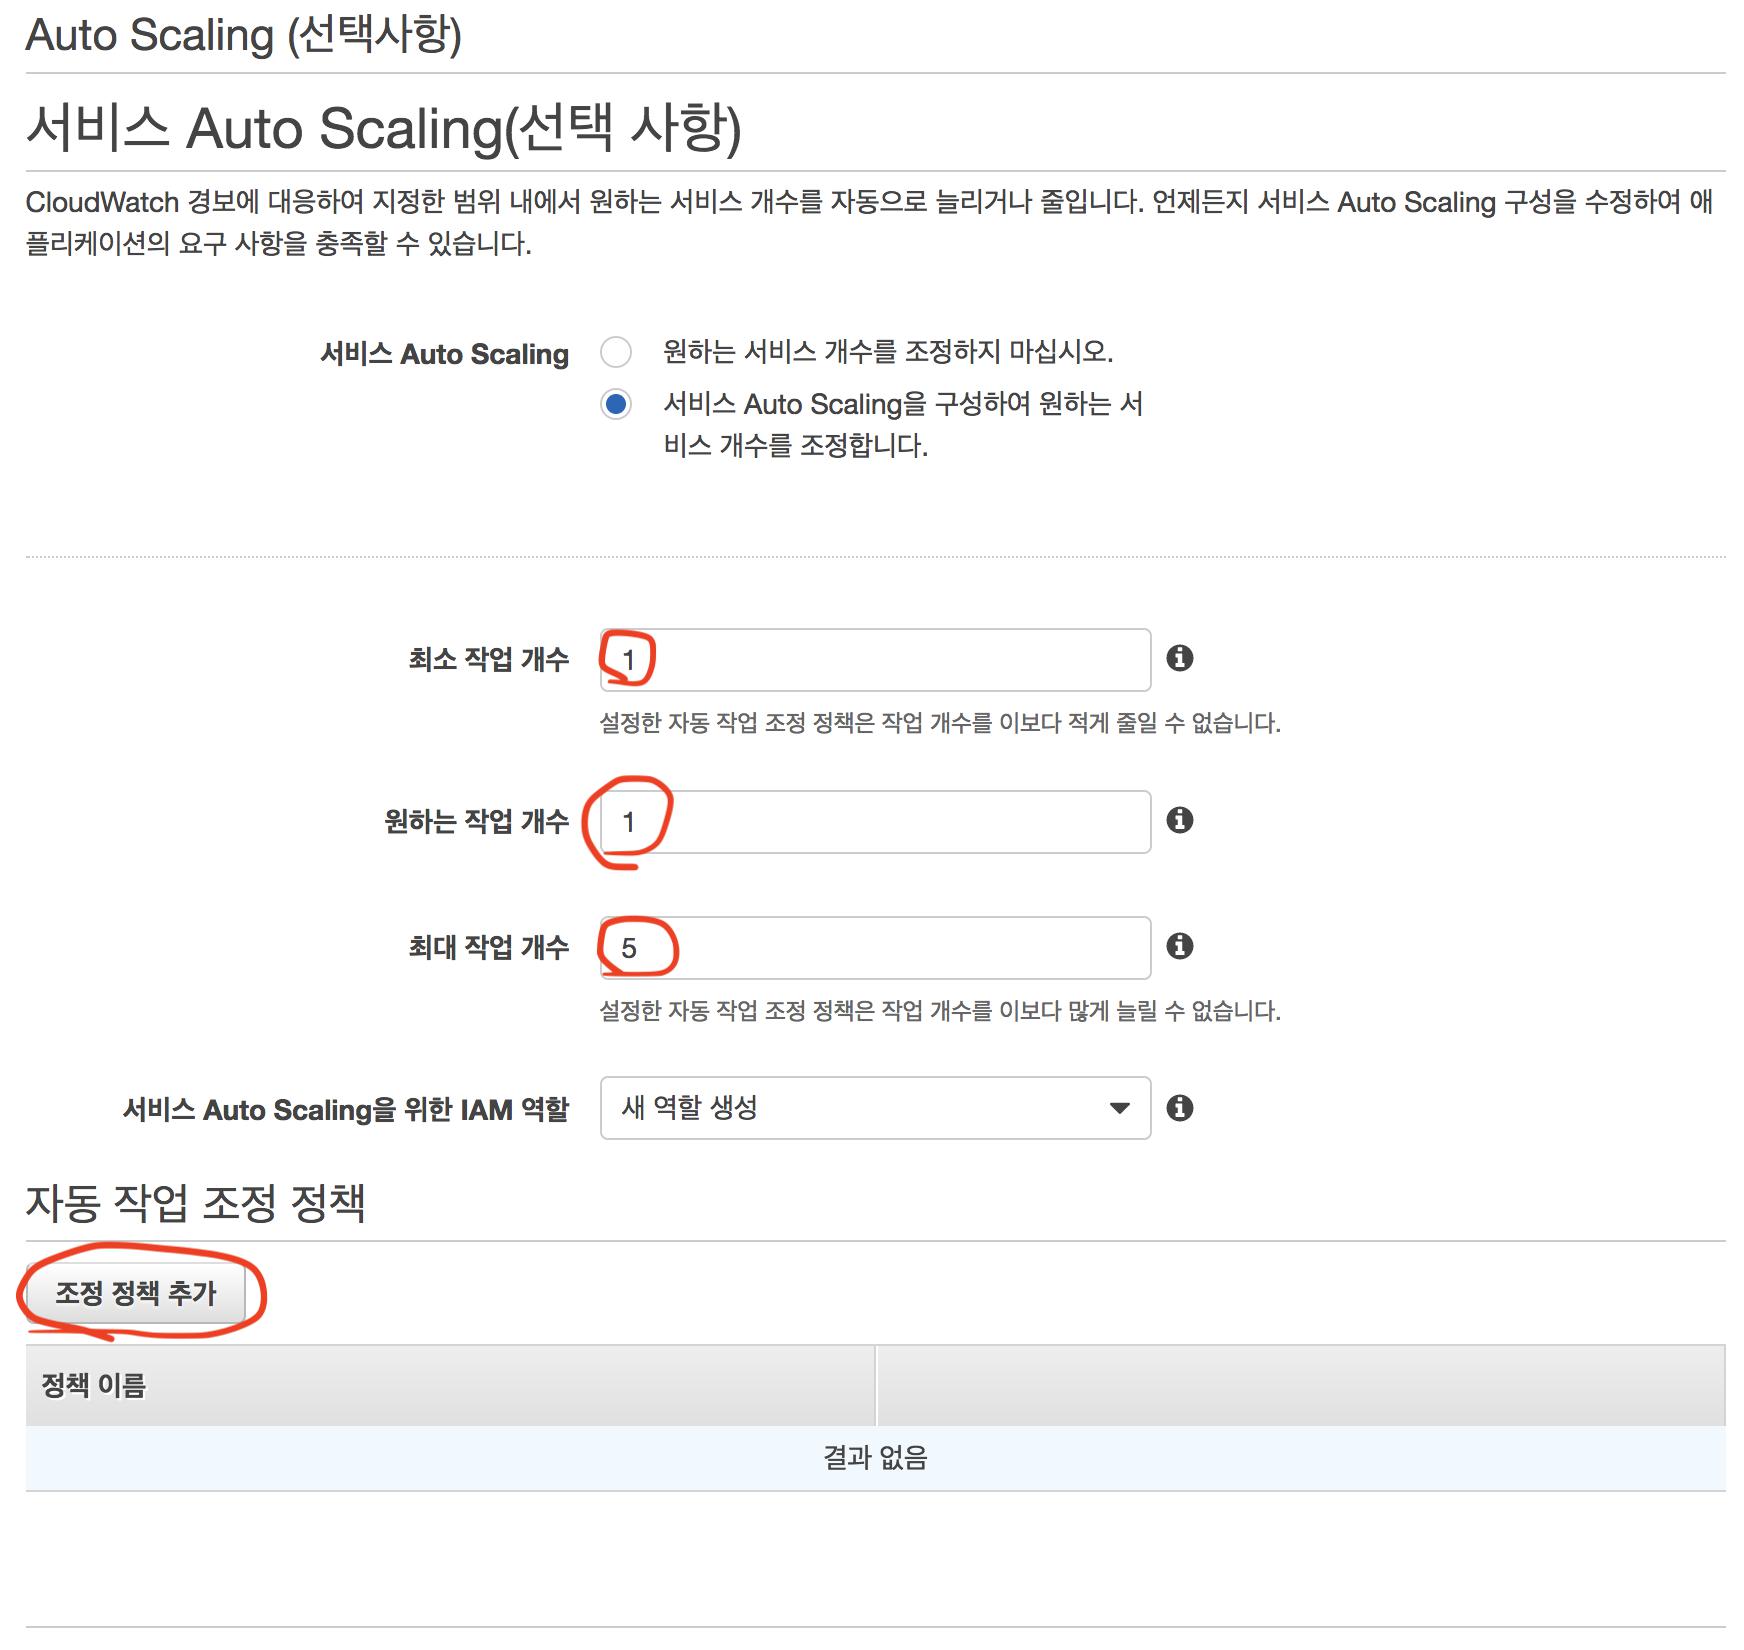 Auto Scaling (선택사항)
서비스 Auto Scaling(선택 사항)
CloudWatch 경보에 대응하여 지정한 범위 내에서 원하는 서비스 개수를 자동으로 늘리거나 줄입니다. 언제든지 서비스 Auto Scaling 구성을 수정하여 애
플리케이션의 요구 사항을 충족할 수 있습니다.
서비스 Auto Scaling
원하는 서비스 개수를 조정하지 마십시오.
서비스 Auto Scaling을 구성하여 원하는 서
비스 개수를 조정합니다.
최소 작업 개수 1
설정한 자동 작업 조정 정책은 작업 개수를 이보다 적게 줄일 수 없습니다.
원하는 작업 개수 1
최대 작업 개수 5
설정한 자동 작업 조정 정책은 작업 개수를 이보다 많게 늘릴 수 없습니다.
서비스 Auto Scaling을 위한 IAM 역할 새 역할 생성
자동 작업 조정 정책
조정 정책 추가
정책 이름
결과 없음